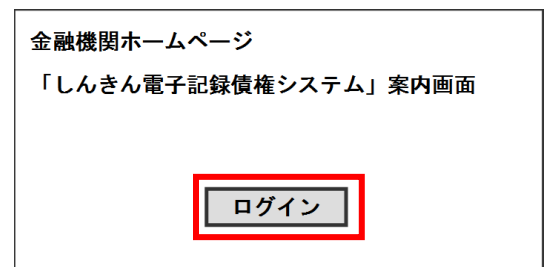 金融機関ホームページ
「しんきん電子記録債権システム」案内画面
ログイン